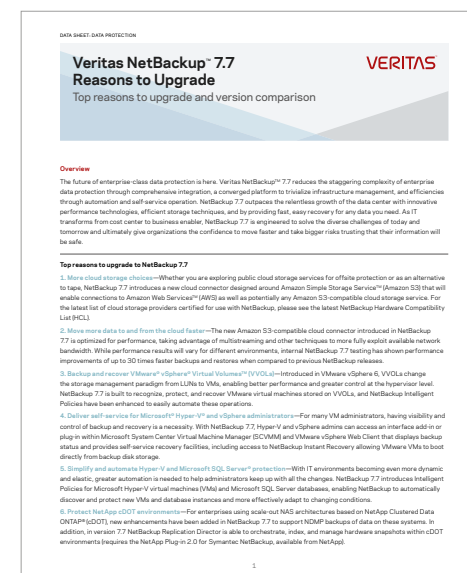 DATA SHEET: DATA PROTECTION
Veritas NetBackup™ 7.7
Reasons to Upgrade
Top reasons to upgrade and version comparison
VERITAS
Overview
The future of enterprise-class data protection is here. Veritas NetBackup™ 7.7 reduces the staggering complexity of enterprise
data protection through comprehensive integration, a converged platform to trivialize infrastructure management, and efficiencies
through automation and self-service operation. NetBackup 7.7 outpaces the relentless growth of the data center with innovative
performance technologies, efficient storage techniques, and by providing fast, easy recovery for any data you need. As IT
transforms from cost center to business enabler, NetBackup 7.7 is engineered to solve the diverse challenges of today and
tomorrow and ultimately give organizations the confidence to move faster and take bigger risks trusting that their information will
be safe.
Top reasons to upgrade to NetBackup 7.7
1. More cloud storage choices—Whether you are exploring public cloud storage services for offsite protection or as an alternative
to tape, NetBackup 7.7 introduces a new cloud connector designed around Amazon Simple Storage Service™ (Amazon S3) that will
enable connections to Amazon Web Services™ (AWS) as well as potentially any Amazon S3-compatible cloud storage service. For
the latest list of cloud storage providers certified for use with NetBackup, please see the latest NetBackup Hardware Compatibility
List (HCL).
2. Move more data to and from the cloud faster—The new Amazon S3-compatible cloud connector introduced in NetBackup
7.7 is optimized for performance, taking advantage of multistreaming and other techniques to more fully exploit available network
bandwidth. While performance results will vary for different environments, internal NetBackup 7.7 testing has shown performance
improvements of up to 30 times faster backups and restores when compared to previous NetBackup releases.
3. Backup and recover VMware® vSphere® Virtual Volumes™ (VVOLs)—Introduced in VMware vSphere 6, VVOLs change
the storage management paradigm from LUNs to VMs, enabling better performance and greater control at the hypervisor level.
NetBackup 7.7 is built to recognize, protect, and recover VMware virtual machines stored on VVOLs, and NetBackup Intelligent
Policies have been enhanced to easily automate these operations.
4. Deliver self-service for Microsoft® Hyper-V® and vSphere administrators—For many VM administrators, having visibility and
control of backup and recovery is a necessity. With NetBackup 7.7, Hyper-V and vSphere admins can access an interface add-in or
plug-in within Microsoft System Center Virtual Machine Manager (SCVMM) and VMware vSphere Web Client that displays backup
status and provides self-service recovery facilities, including access to NetBackup Instant Recovery allowing VMware VMs to boot
directly from backup disk storage.
5. Simplify and automate Hyper-V and Microsoft SQL Server® protection—With IT environments becoming even more dynamic
and elastic, greater automation is needed to help administrators keep up with all the changes. NetBackup 7.7 introduces Intelligent
Policies for Microsoft Hyper-V virtual machines (VMs) and Microsoft SQL Server databases, enabling NetBackup to automatically
discover and protect new VMs and database instances and more effectively adapt to changing conditions.
6. Protect NetApp cDOT environments—For enterprises using scale-out NAS architectures based on NetApp Clustered Data
ONTAP® (cDOT), new enhancements have been added in NetBackup 7.7 to support NDMP backups of data on these systems. In
addition, in version 7.7 NetBackup Replication Director is able to orchestrate, index, and manage hardware snapshots within cDOT
environments (requires the NetApp Plug-in 2.0 for Symantec NetBackup, available from NetApp).
1